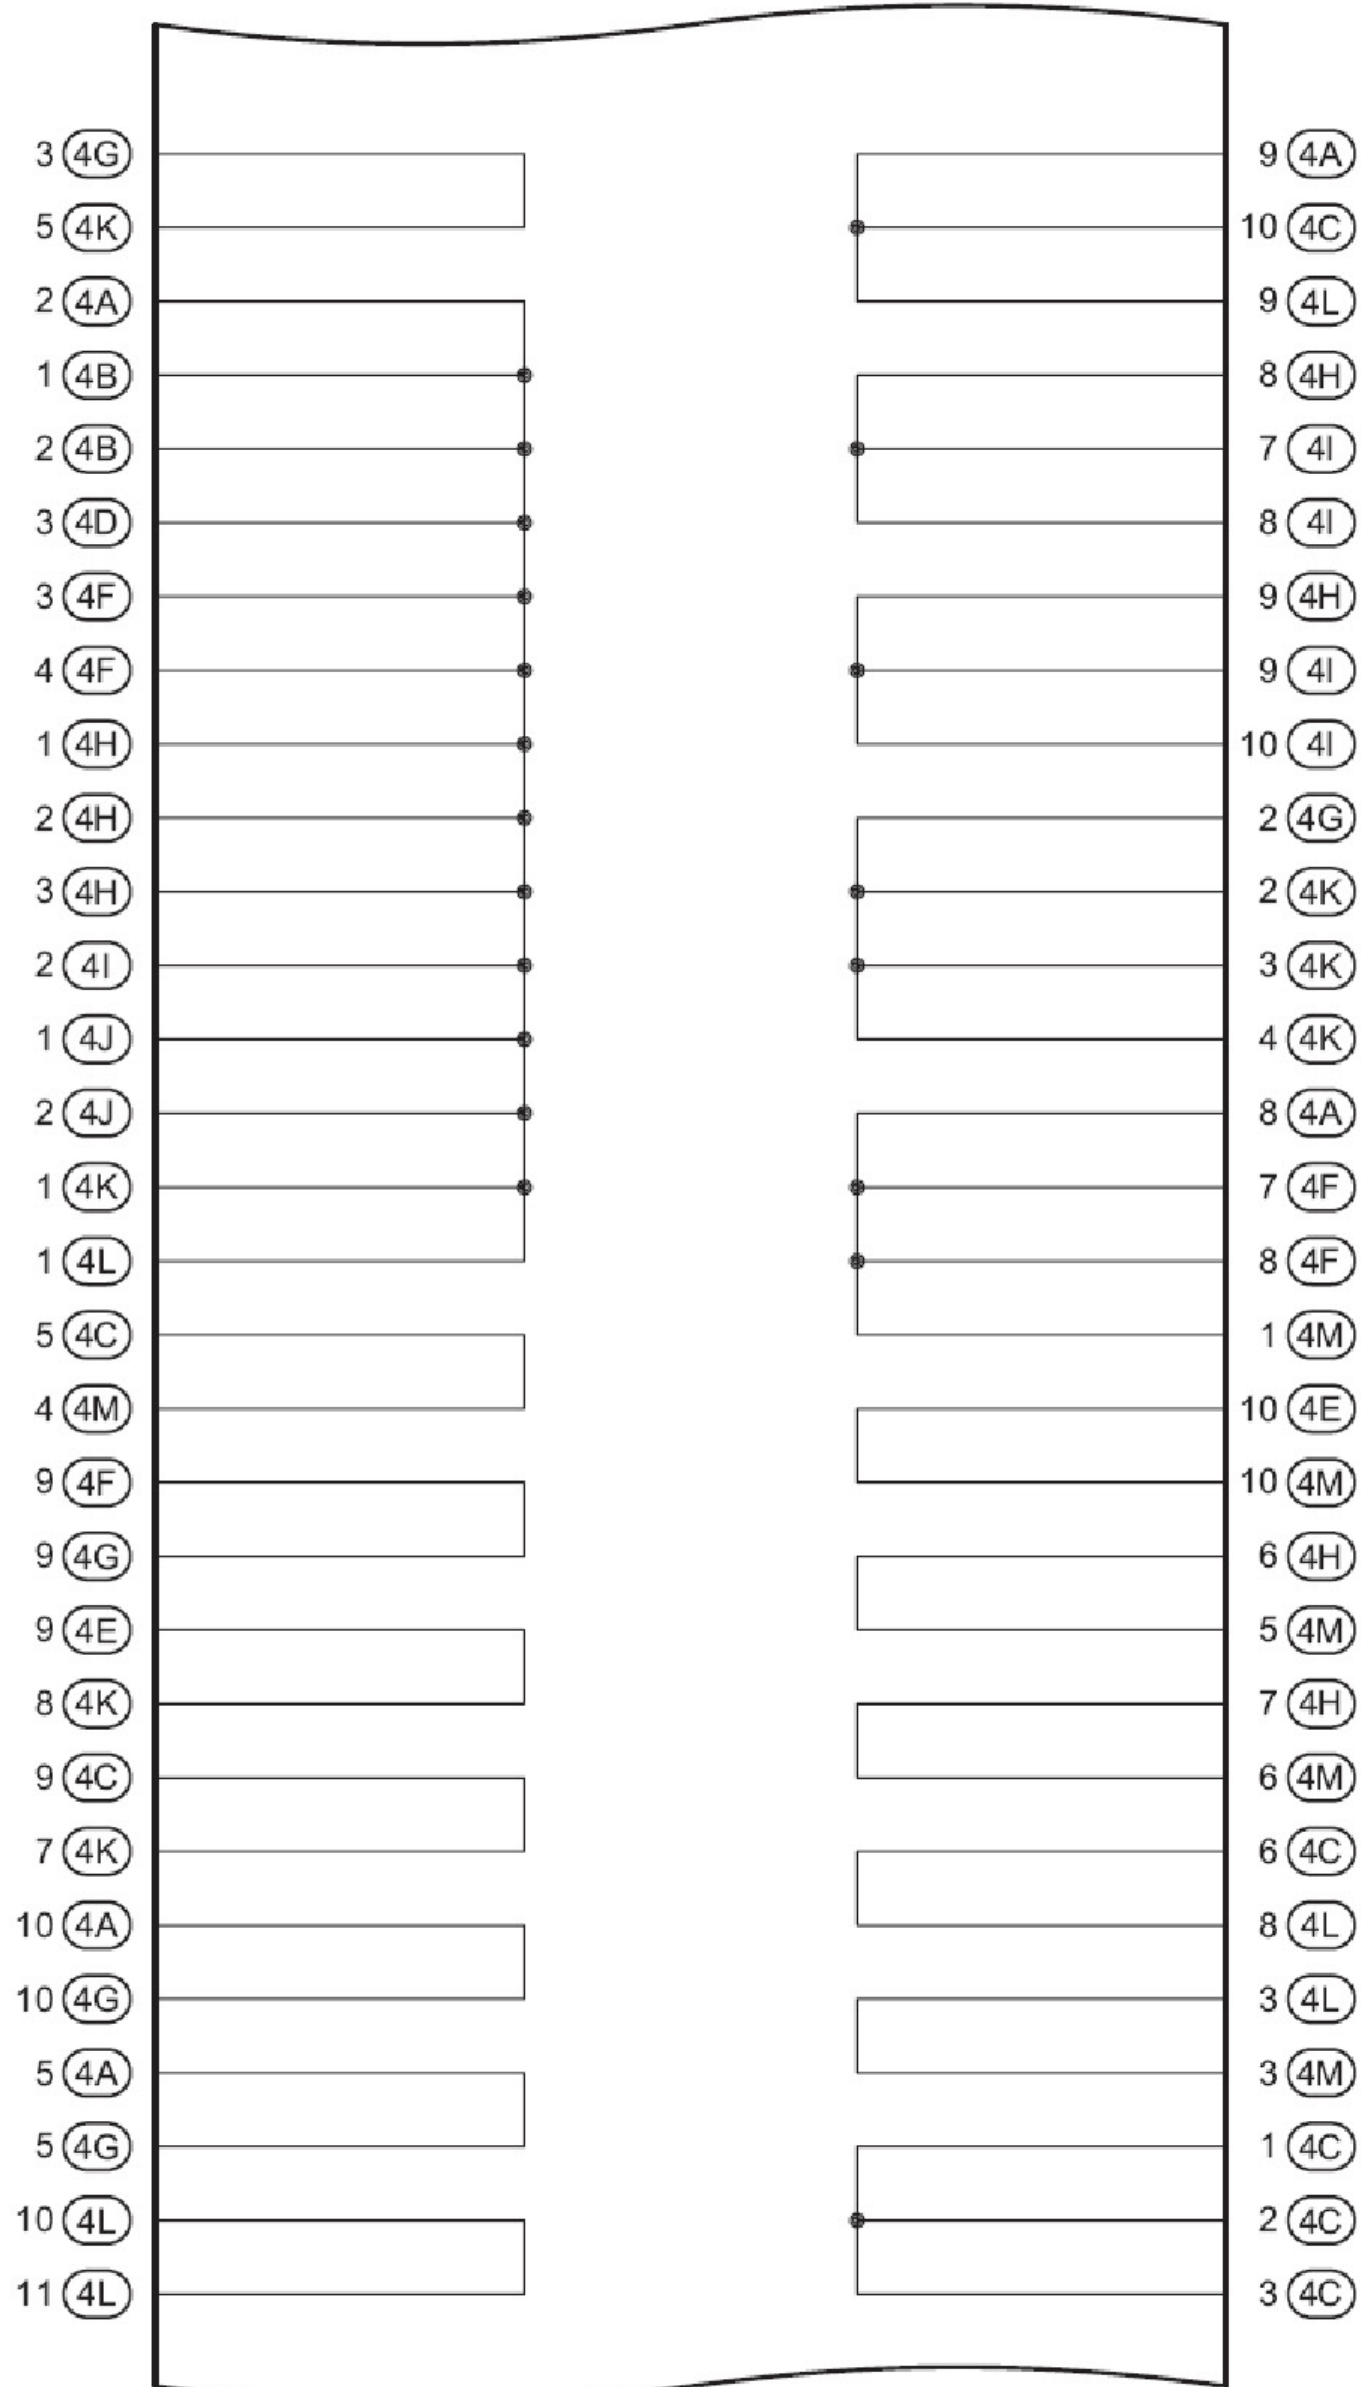 3 4G 9 4A
5 4K 10 4C
2 4A 9 4L
1 4B 8 4H
2 4B 7 4I
3 4D 8 4I
3 4F 9 4H
4 4F 9 4I
1 4H 10 4I
2 4H 2 4G
3 4H 2 4K
2 4I 3 4K
1 4J 4 4K
2 4J 8 4A
1 4K 7 4F
1 4L 8 4F
5 4C 1 4M
4 4M 10 4E
9 4F 10 4M
9 4G 6 4H
9 4E 5 4M
8 4K 7 4H
9 4C 6 4M
7 4K 6 4C
10 4A 8 4L
10 4G 3 4L
5 4A 3 4M
5 4G 1 4C
10 4L 2 4C
11 4L 3 4C